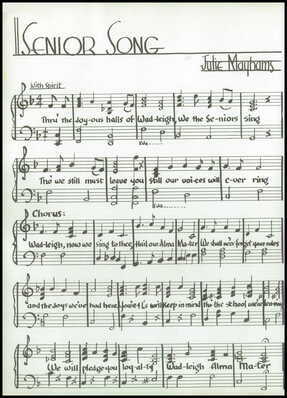 SENIOR SONG
Julie Mayhams
With Spirit
Thru' the joy-ous halls of Wad-leigh, we the Se-niors sing
8va...
Tho' we still must leave you still our voi-ces will e-ver ring
8va...
Chorus:
Wad-leigh, now we sing to thee, Hail our Alma Ma-ter We shall ne'er forget your rules
and the joys we've had here, Loyal-ty we'll keep in mind the school
We will pledge you loy-al-ty Wad-leigh Alma Ma-ter